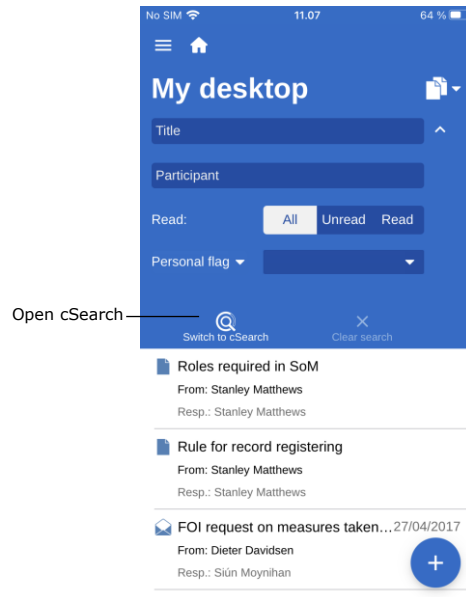 No SIM 11.07 64 %
My desktop
Title
Participant
Read: All Unread Read
Personal flag
Open cSearch
Switch to cSearch Clear search
Roles required in SoM
From: Stanley Matthews
Resp.: Stanley Matthews
Rule for record registering
From: Stanley Matthews
Resp.: Stanley Matthews
FOI request on measures taken... 27/04/2017
From: Dieter Davidsen
Resp.: Siún Moynihan